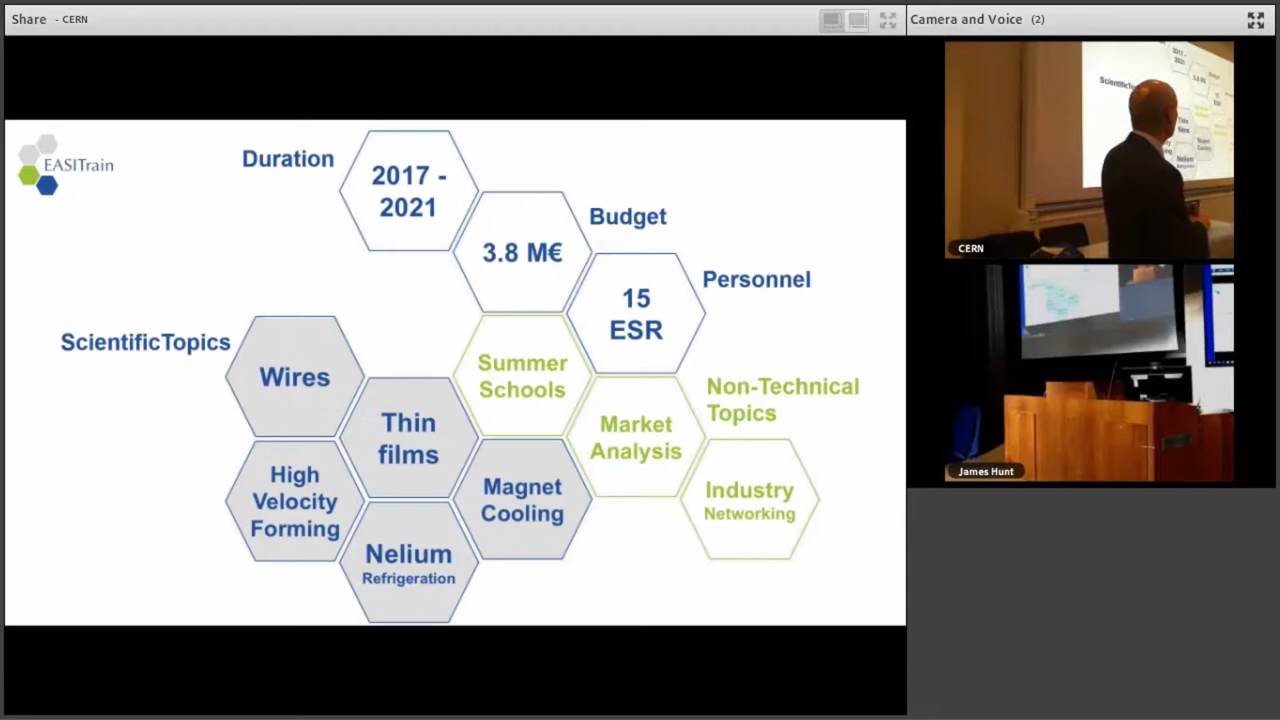 Share - CERN
Camera and Voice (2)
EASITrain
Duration
2017 -
2021
3.8 M€
Budget
15
ESR
Personnel
ScientificTopics
Wires
Thin
films
High
Velocity
Forming
Nelium
Refrigeration
Magnet
Cooling
Summer
Schools
Market
Analysis
Non-Technical
Topics
Industry
Networking
CERN
James Hunt